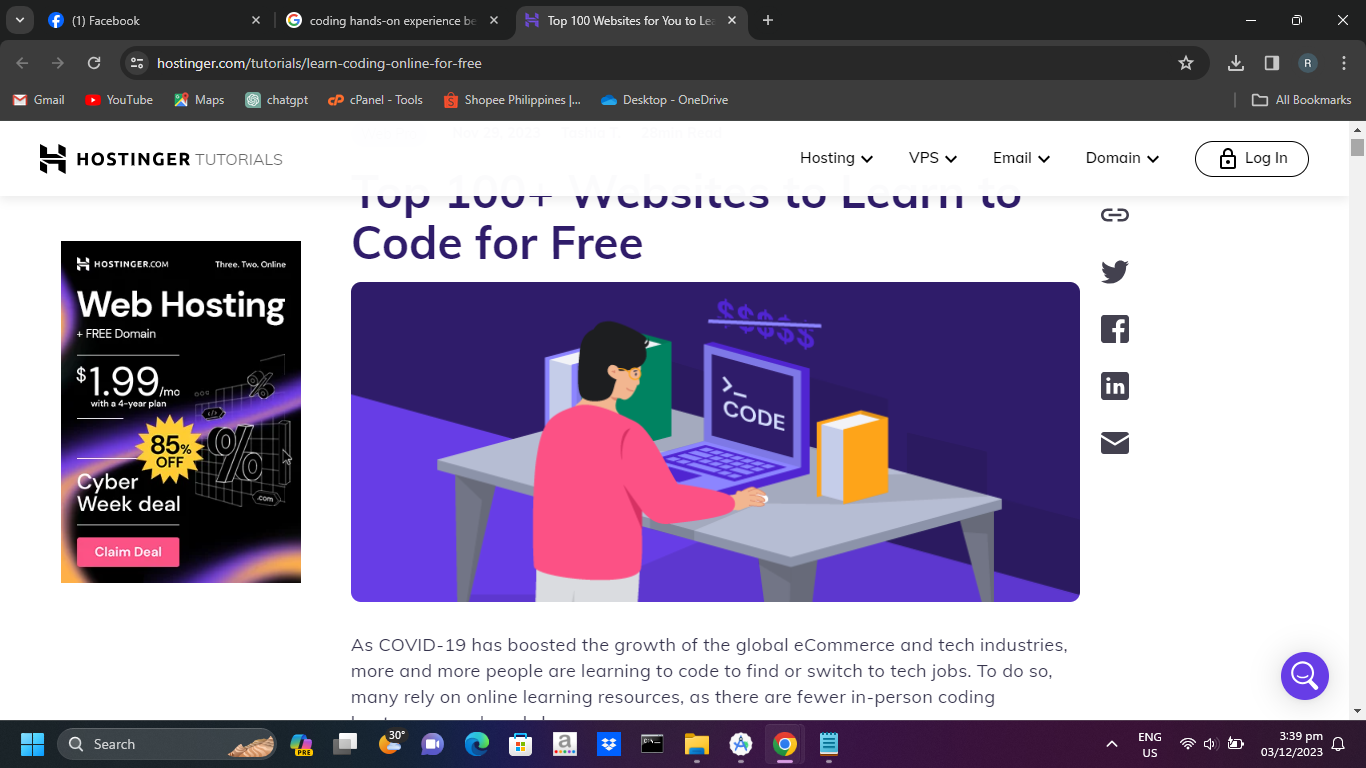 (1) Facebook
coding hands-on experience be
Top 100 Websites for You to Le
hostinger.com/tutorials/learn-coding-online-for-free
R
Gmail
YouTube
Maps
chatgpt
cPanel - Tools
Shopee Philippines |...
Desktop - OneDrive
All Bookmarks
HOSTINGER TUTORIALS
Hosting
VPS
Email
Domain
Log In
Top 100+ Websites to Learn to
Code for Free
HOSTINGER.COM
Three. Two. Online
Web Hosting
+ FREE Domain
$1.99/mo
with a 4-year plan
85%
OFF
%
%
</>
.com
Cyber
Week deal
Claim Deal
$$$$$
>_
CODE
As COVID-19 has boosted the growth of the global eCommerce and tech industries,
more and more people are learning to code to find or switch to tech jobs. To do so,
many rely on online learning resources, as there are fewer in-person coding
Search
PRE
30°
a
ENG
US
3:39 pm
03/12/2023